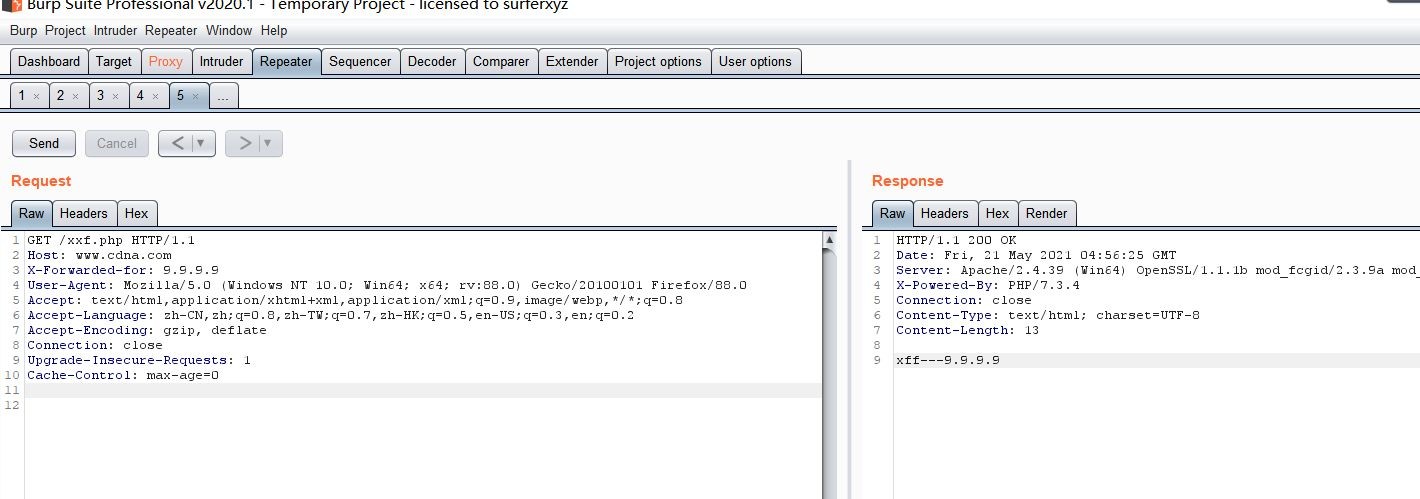 Burp Suite Professional v2020.1 - Temporary Project - licensed to surferxyz
Burp Project Intruder Repeater Window Help
Dashboard Target Proxy Intruder Repeater Sequencer Decoder Comparer Extender Project options User options
1 × 2 × 3 × 4 × 5 × ...
Send Cancel < ▼ > ▼
Request
Raw Headers Hex
1 GET /xxf.php HTTP/1.1
2 Host: www.cdna.com
3 X-Forwarded-for: 9.9.9.9
4 User-Agent: Mozilla/5.0 (Windows NT 10.0; Win64; x64; rv:88.0) Gecko/20100101 Firefox/88.0
5 Accept: text/html,application/xhtml+xml,application/xml;q=0.9,image/webp,*/*;q=0.8
6 Accept-Language: zh-CN,zh;q=0.8,zh-TW;q=0.7,zh-HK;q=0.5,en-US;q=0.3,en;q=0.2
7 Accept-Encoding: gzip, deflate
8 Connection: close
9 Upgrade-Insecure-Requests: 1
10 Cache-Control: max-age=0
11
12
Response
Raw Headers Hex Render
1 HTTP/1.1 200 OK
2 Date: Fri, 21 May 2021 04:56:25 GMT
3 Server: Apache/2.4.39 (Win64) OpenSSL/1.1.1b mod_fcgid/2.3.9a mod_
4 X-Powered-By: PHP/7.3.4
5 Connection: close
6 Content-Type: text/html; charset=UTF-8
7 Content-Length: 13
8
9 xff---9.9.9.9